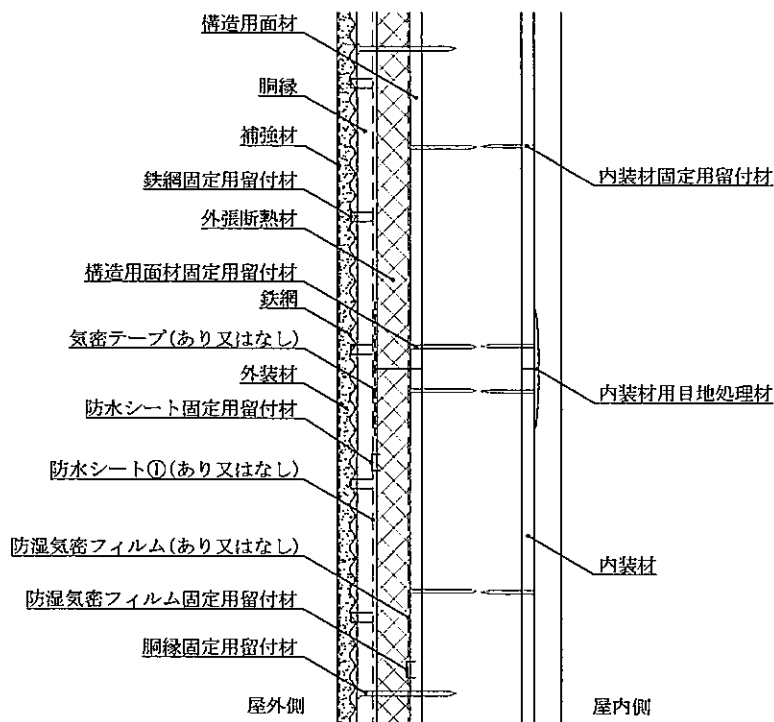 構造用面材
胴縁
補強材
鉄網固定用留付材
外張断熱材
構造用面材固定用留付材
鉄網
気密テープ(あり又はなし)
外装材
防水シート固定用留付材
防水シート①(あり又はなし)
防湿気密フィルム(あり又はなし)
防湿気密フィルム固定用留付材
胴縁固定用留付材
屋外側
内装材固定用留付材
内装材用目地処理材
内装材
屋内側